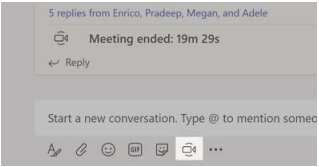 5 replies from Enrico, Pradeep, Megan, and Adele
Meeting ended: 19m 29s
Reply
Start a new conversation. Type @ to mention someo
GIF